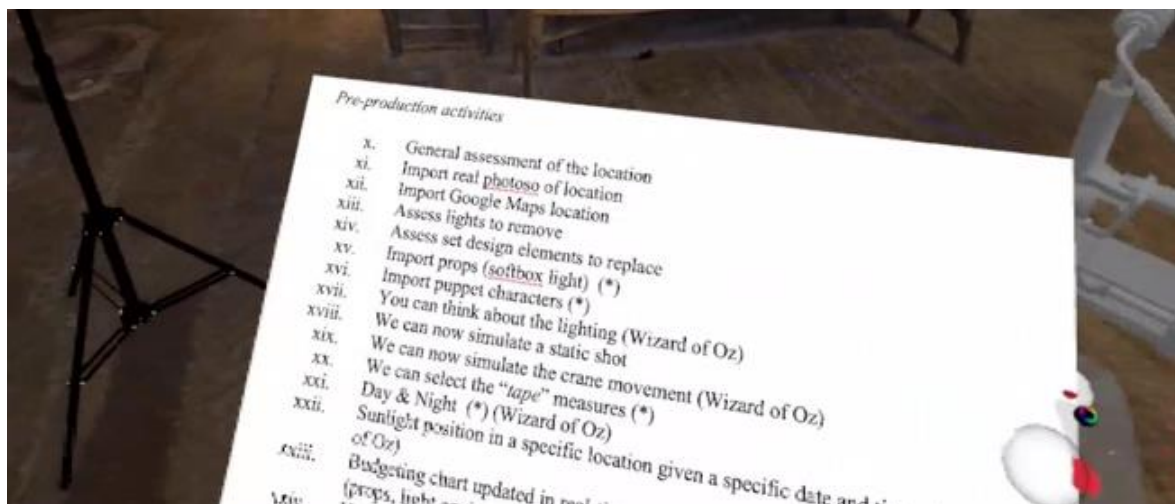 Pre-production activities
x. General assessment of the location
xi. Import real photoso of location
xii. Import Google Maps location
xiii. Assess lights to remove
xiv. Assess set design elements to replace
xv. Import props (softbox light) (*)
xvi. Import puppet characters (*)
xvii. You can think about the lighting (Wizard of Oz)
xviii. We can now simulate a static shot
xix. We can now simulate the crane movement (Wizard of Oz)
xx. We can select the “tape” measures (*)
xxi. Day & Night (*) (Wizard of Oz)
xxii. Sunlight position in a specific location given a specific date and
of Oz)
xxiii. Budgeting chart updated in
(props, light